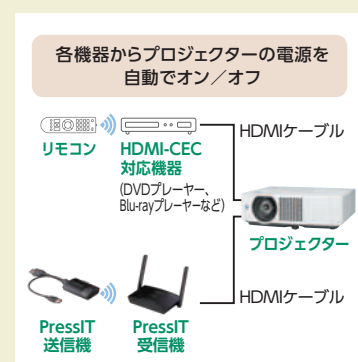 各機器からプロジェクターの電源を
自動でオン／オフ
リモコン
HDMI-CEC
対応機器
(DVDプレーヤー、
Blu-rayプレーヤーなど)
HDMIケーブル
プロジェクター
HDMIケーブル
PressIT
送信機
PressIT
受信機